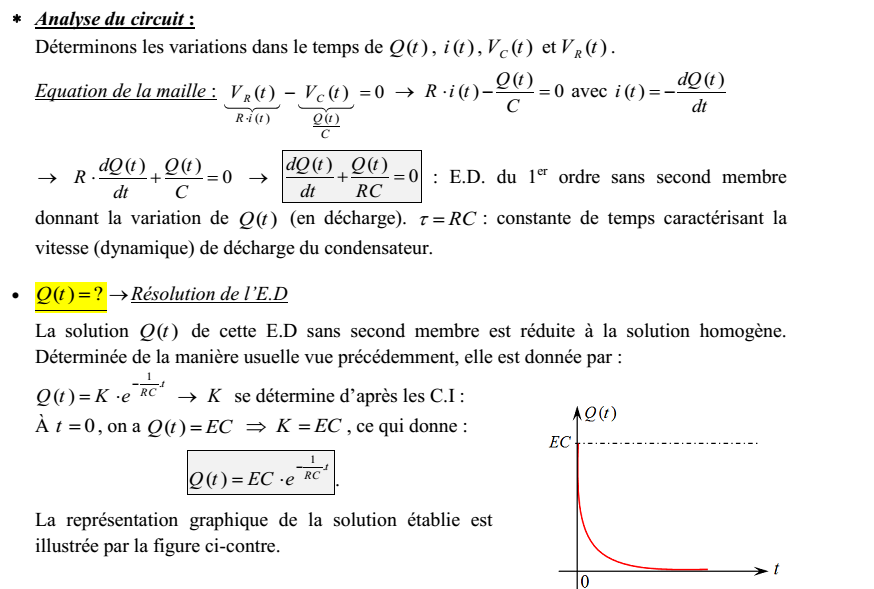 * Analyse du circuit :
Déterminons les variations dans le temps de Q(t), i(t), V_C(t) et V_R(t).
Equation de la maille : V_R(t) − V_C(t) = 0 → R·i(t) − Q(t)/C = 0 avec i(t) = −dQ(t)/dt
R·i(t) Q(t)/C
→ R·dQ(t)/dt + Q(t)/C = 0 → dQ(t)/dt + Q(t)/RC = 0 : E.D. du 1er ordre sans second membre
donnant la variation de Q(t) (en décharge). τ = RC : constante de temps caractérisant la
vitesse (dynamique) de décharge du condensateur.
• Q(t) = ? → Résolution de l'E.D
La solution Q(t) de cette E.D sans second membre est réduite à la solution homogène.
Déterminée de la manière usuelle vue précédemment, elle est donnée par :
Q(t) = K · e^(−1/RC .t) → K se détermine d'après les C.I :
À t = 0, on a Q(t) = EC ⇒ K = EC, ce qui donne :
Q(t) = EC · e^(−1/RC .t).
La représentation graphique de la solution établie est
illustrée par la figure ci-contre.
Q(t)
EC
0
t